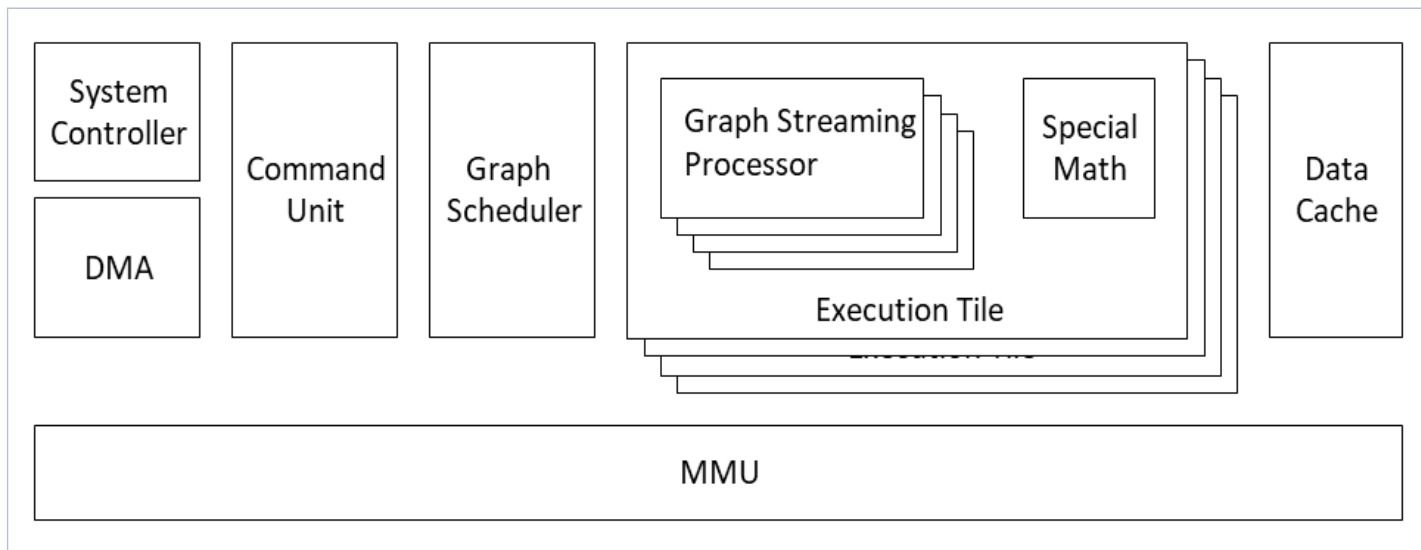 System
Controller
DMA
Command
Unit
Graph
Scheduler
Graph Streaming
Processor
Special
Math
Execution Tile
Data
Cache
MMU